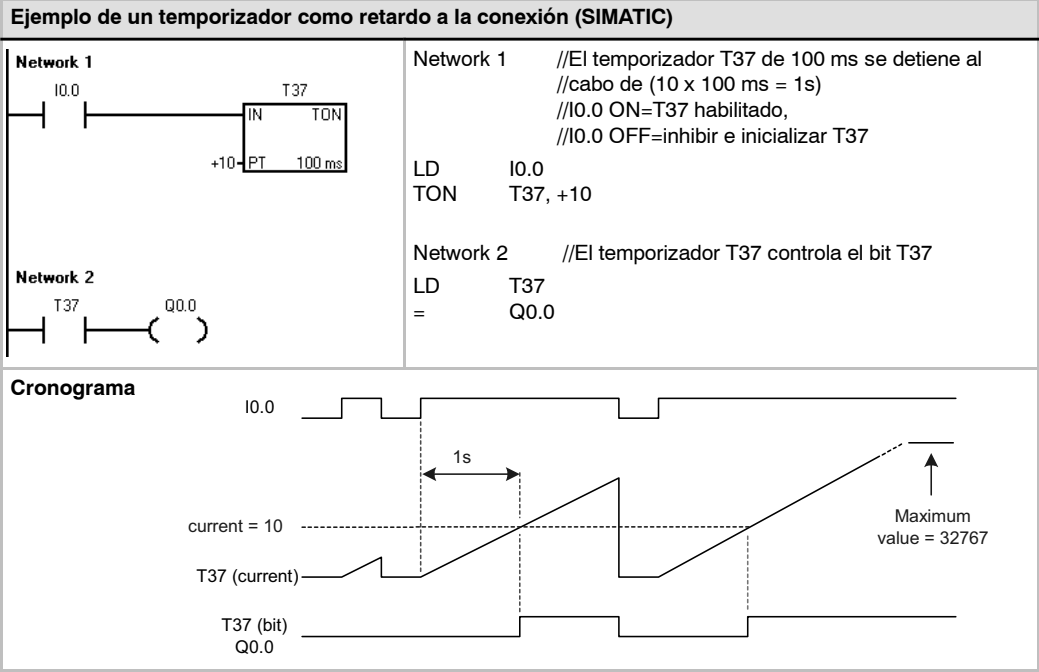 Ejemplo de un temporizador como retardo a la conexión (SIMATIC)
Network 1
I0.0
T37
IN TON
+10 PT 100 ms
Network 2
T37 Q0.0
Network 1 //El temporizador T37 de 100 ms se detiene al
//cabo de (10 x 100 ms = 1s)
//I0.0 ON=T37 habilitado,
//I0.0 OFF=inhibir e inicializar T37
LD I0.0
TON T37, +10
Network 2 //El temporizador T37 controla el bit T37
LD T37
= Q0.0
Cronograma
I0.0
1s
current = 10
Maximum
value = 32767
T37 (current)
T37 (bit)
Q0.0